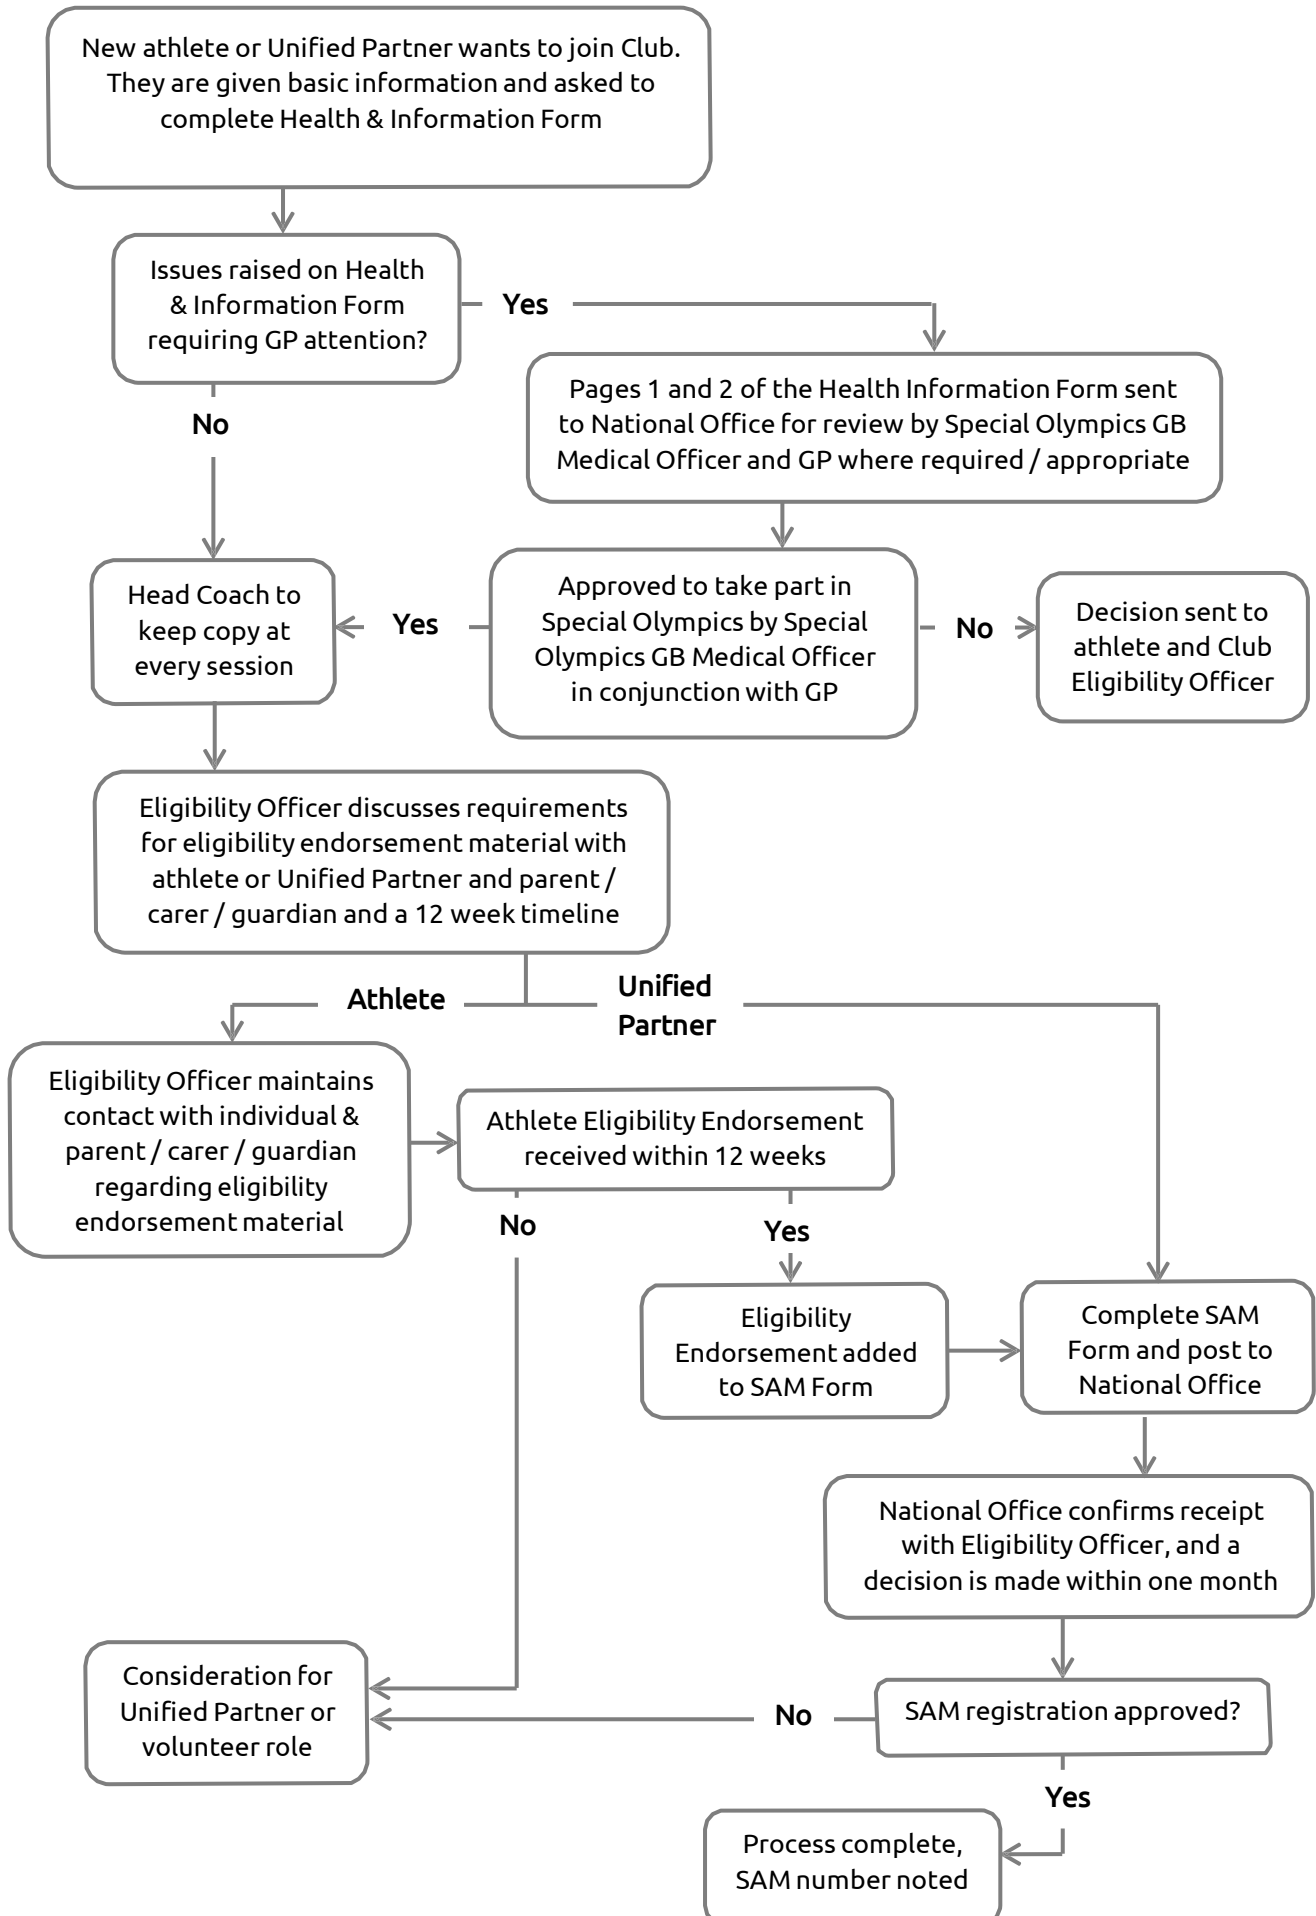 New athlete or Unified Partner wants to join Club.
They are given basic information and asked to
complete Health & Information Form
Issues raised on Health
& Information Form
requiring GP attention?
Yes
No
Pages 1 and 2 of the Health Information Form sent
to National Office for review by Special Olympics GB
Medical Officer and GP where required / appropriate
Head Coach to
keep copy at
every session
Yes
Approved to take part in
Special Olympics by Special
Olympics GB Medical Officer
in conjunction with GP
No
Decision sent to
athlete and Club
Eligibility Officer
Eligibility Officer discusses requirements
for eligibility endorsement material with
athlete or Unified Partner and parent /
carer / guardian and a 12 week timeline
Athlete
Unified
Partner
Eligibility Officer maintains
contact with individual &
parent / carer / guardian
regarding eligibility
endorsement material
Athlete Eligibility Endorsement
received within 12 weeks
No
Yes
Eligibility
Endorsement added
to SAM Form
Complete SAM
Form and post to
National Office
National Office confirms receipt
with Eligibility Officer, and a
decision is made within one month
Consideration for
Unified Partner or
volunteer role
No
SAM registration approved?
Yes
Process complete,
SAM number noted